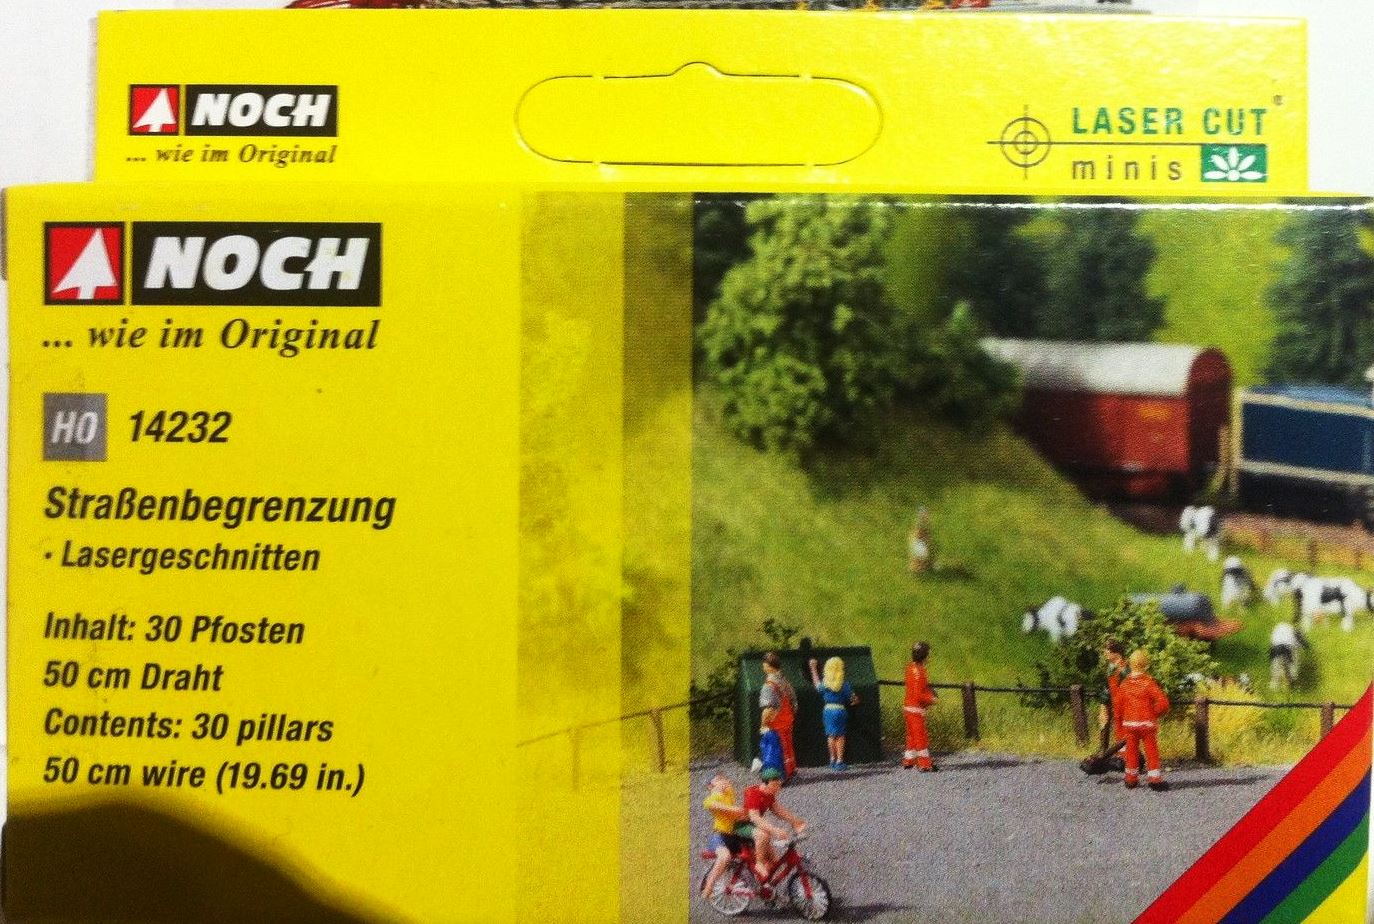 NOCH
... wie im Original
LASER CUT®
minis
NOCH
... wie im Original
H0 14232
Straßenbegrenzung
· Lasergeschnitten
Inhalt: 30 Pfosten
50 cm Draht
Contents: 30 pillars
50 cm wire (19.69 in.)